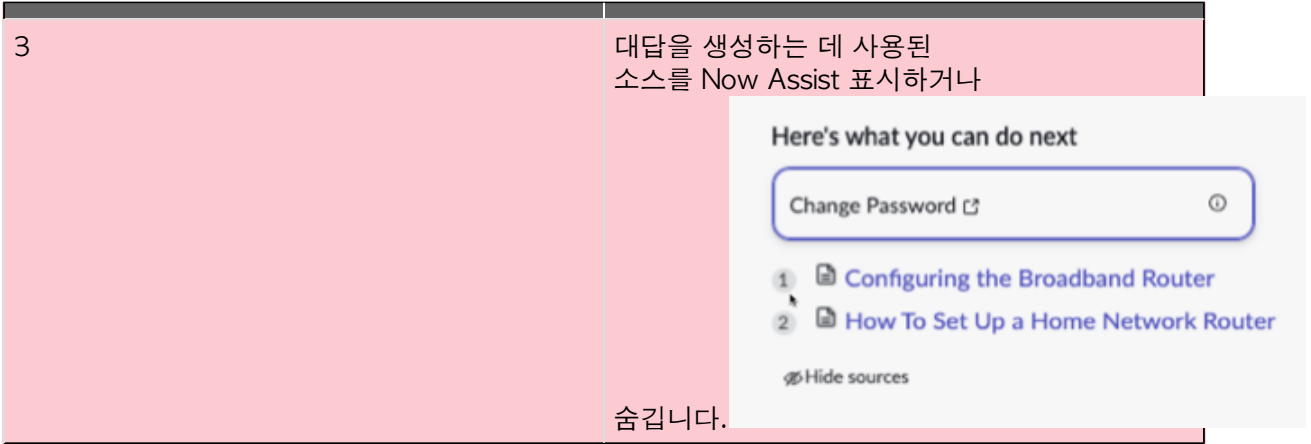 3
대답을 생성하는 데 사용된
소스를 Now Assist 표시하거나
Here's what you can do next
Change Password
1 Configuring the Broadband Router
2 How To Set Up a Home Network Router
Hide sources
숨깁니다.